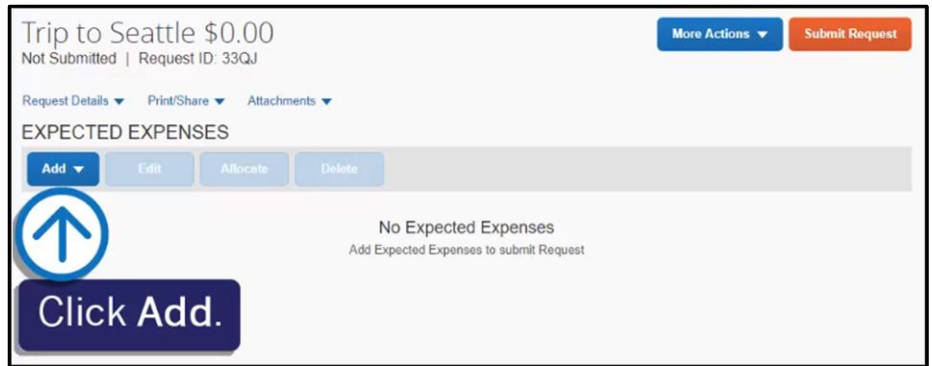 Trip to Seattle $0.00
More Actions
Submit Request
Not Submitted | Request ID: 33QJ
Request Details
Print/Share
Attachments
EXPECTED EXPENSES
Add
Edit
Allocate
Delete
No Expected Expenses
Add Expected Expenses to submit Request
Click Add.